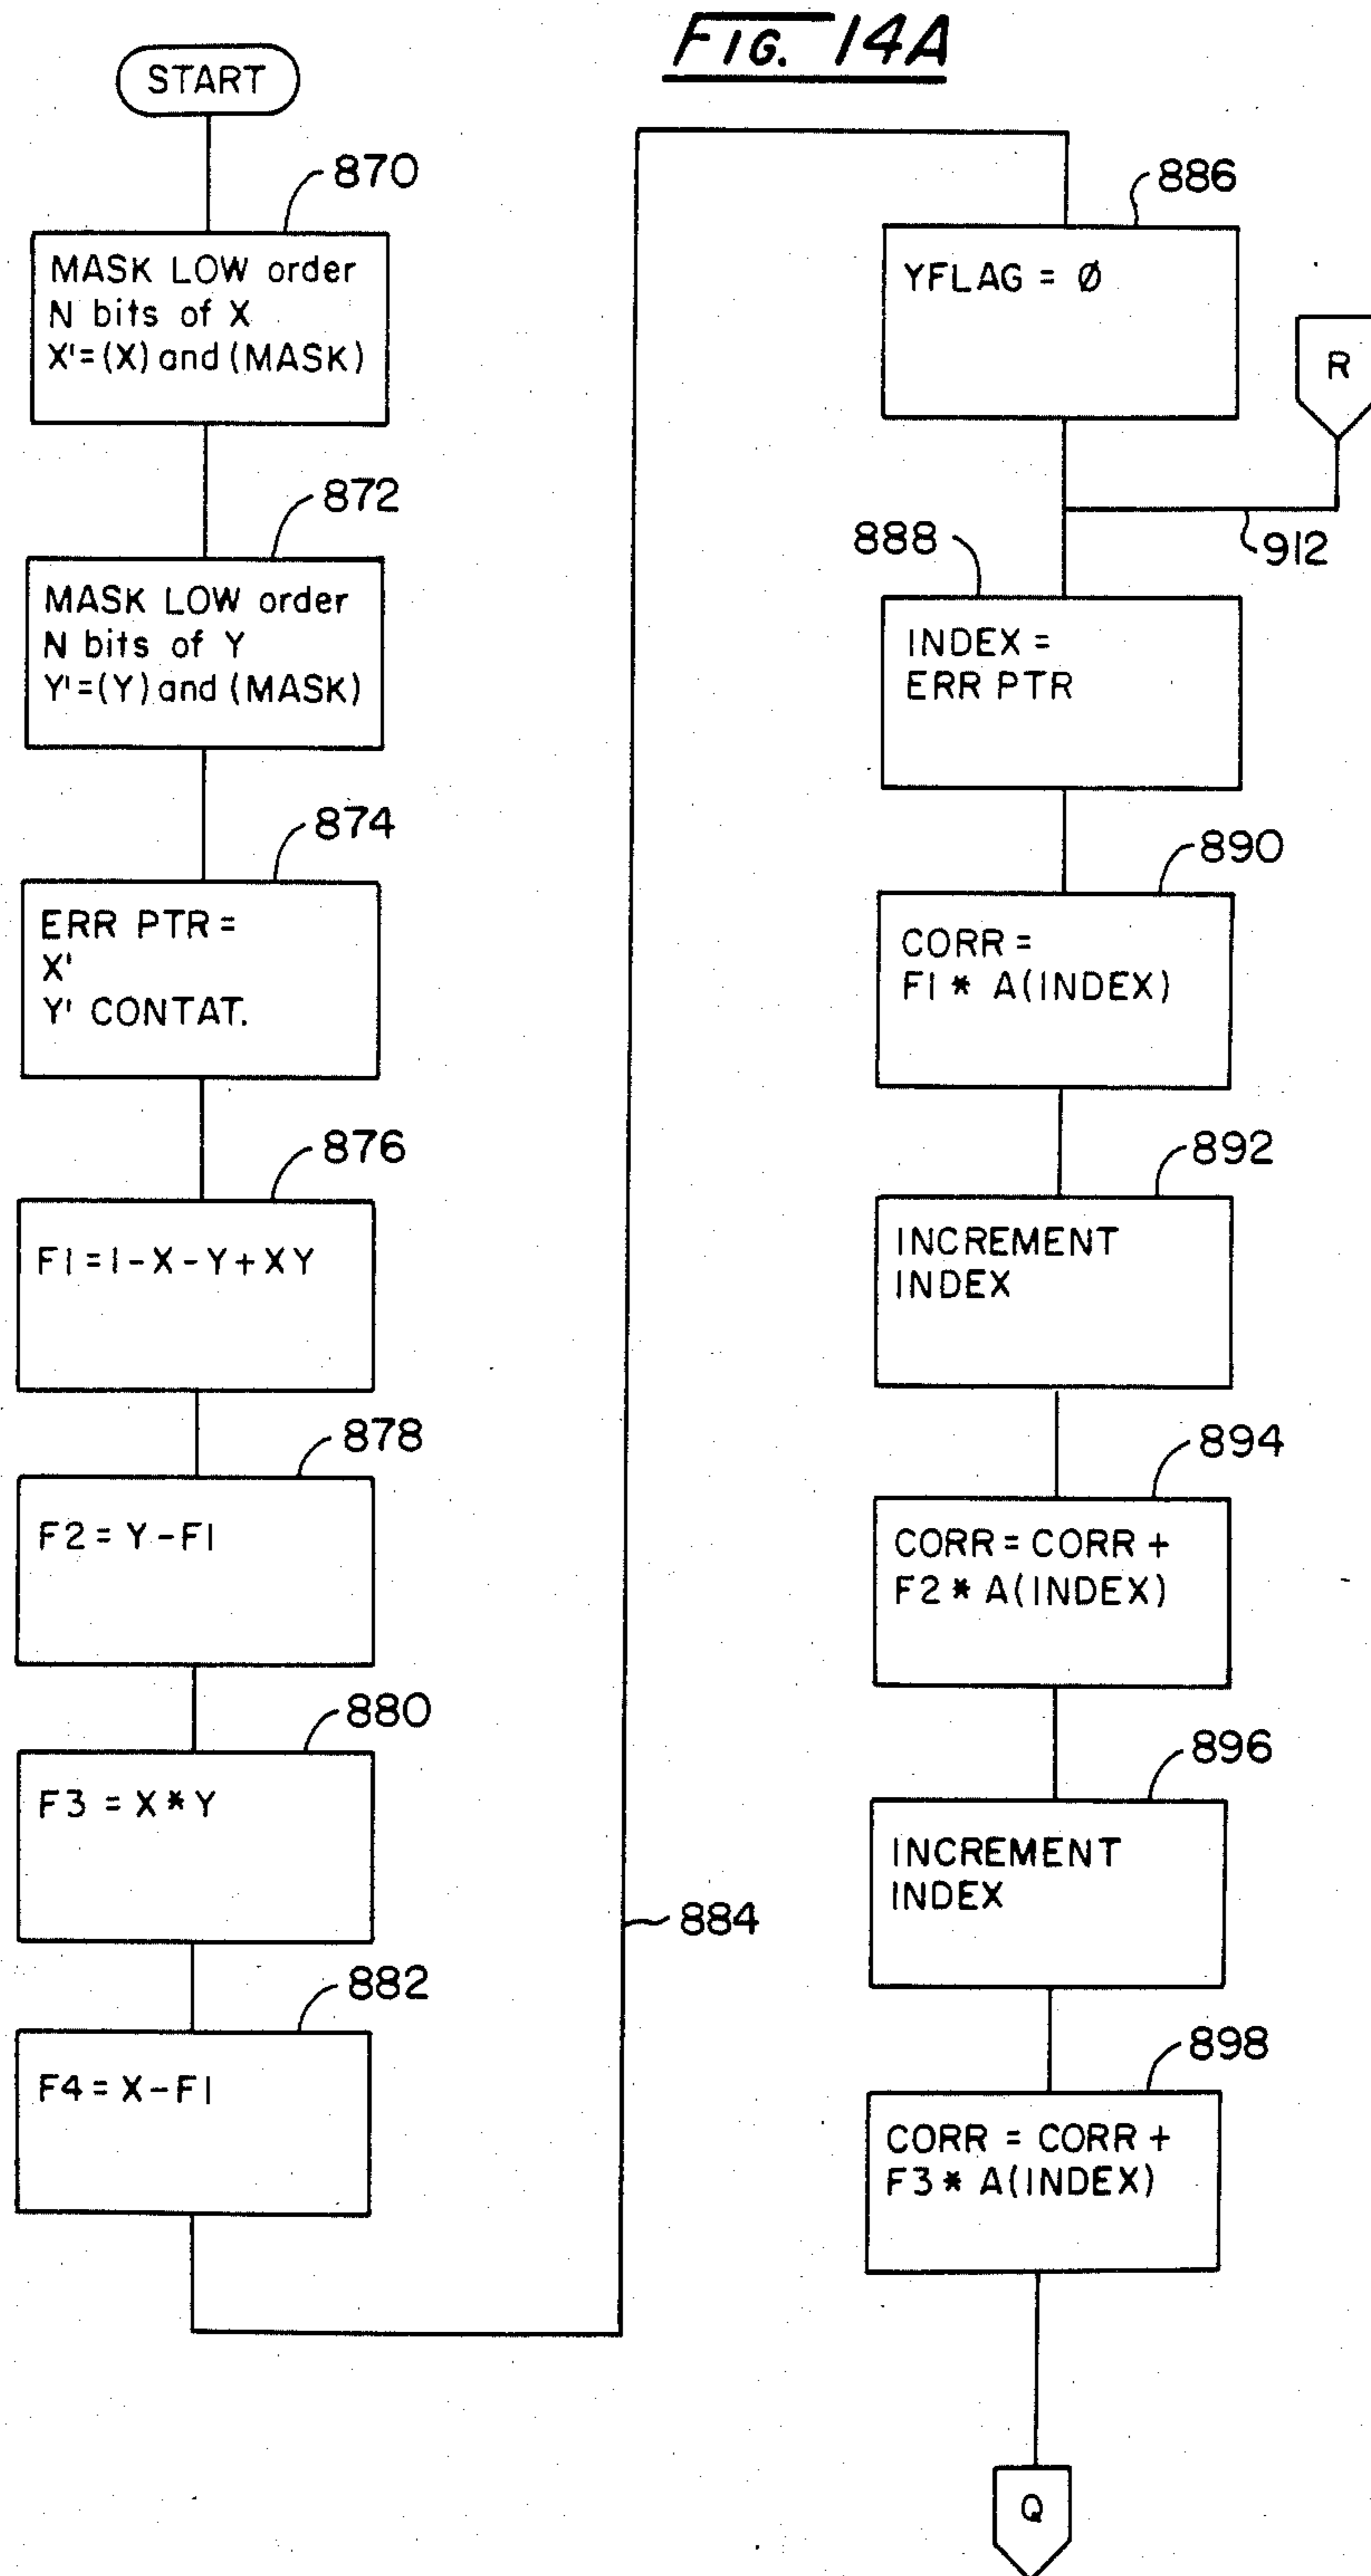 FIG. 14A
START
870
MASK LOW order
N bits of X
X'=(X) and (MASK)
872
MASK LOW order
N bits of Y
Y'=(Y) and (MASK)
874
ERR PTR =
X'
Y' CONTAT.
876
F1 = 1-X-Y+XY
878
F2 = Y-F1
880
F3 = X*Y
882
F4 = X-F1
884
886
YFLAG = Ø
R
912
888
INDEX =
ERR PTR
890
CORR =
F1 * A(INDEX)
892
INCREMENT
INDEX
894
CORR = CORR +
F2 * A(INDEX)
896
INCREMENT
INDEX
898
CORR = CORR +
F3 * A(INDEX)
Q